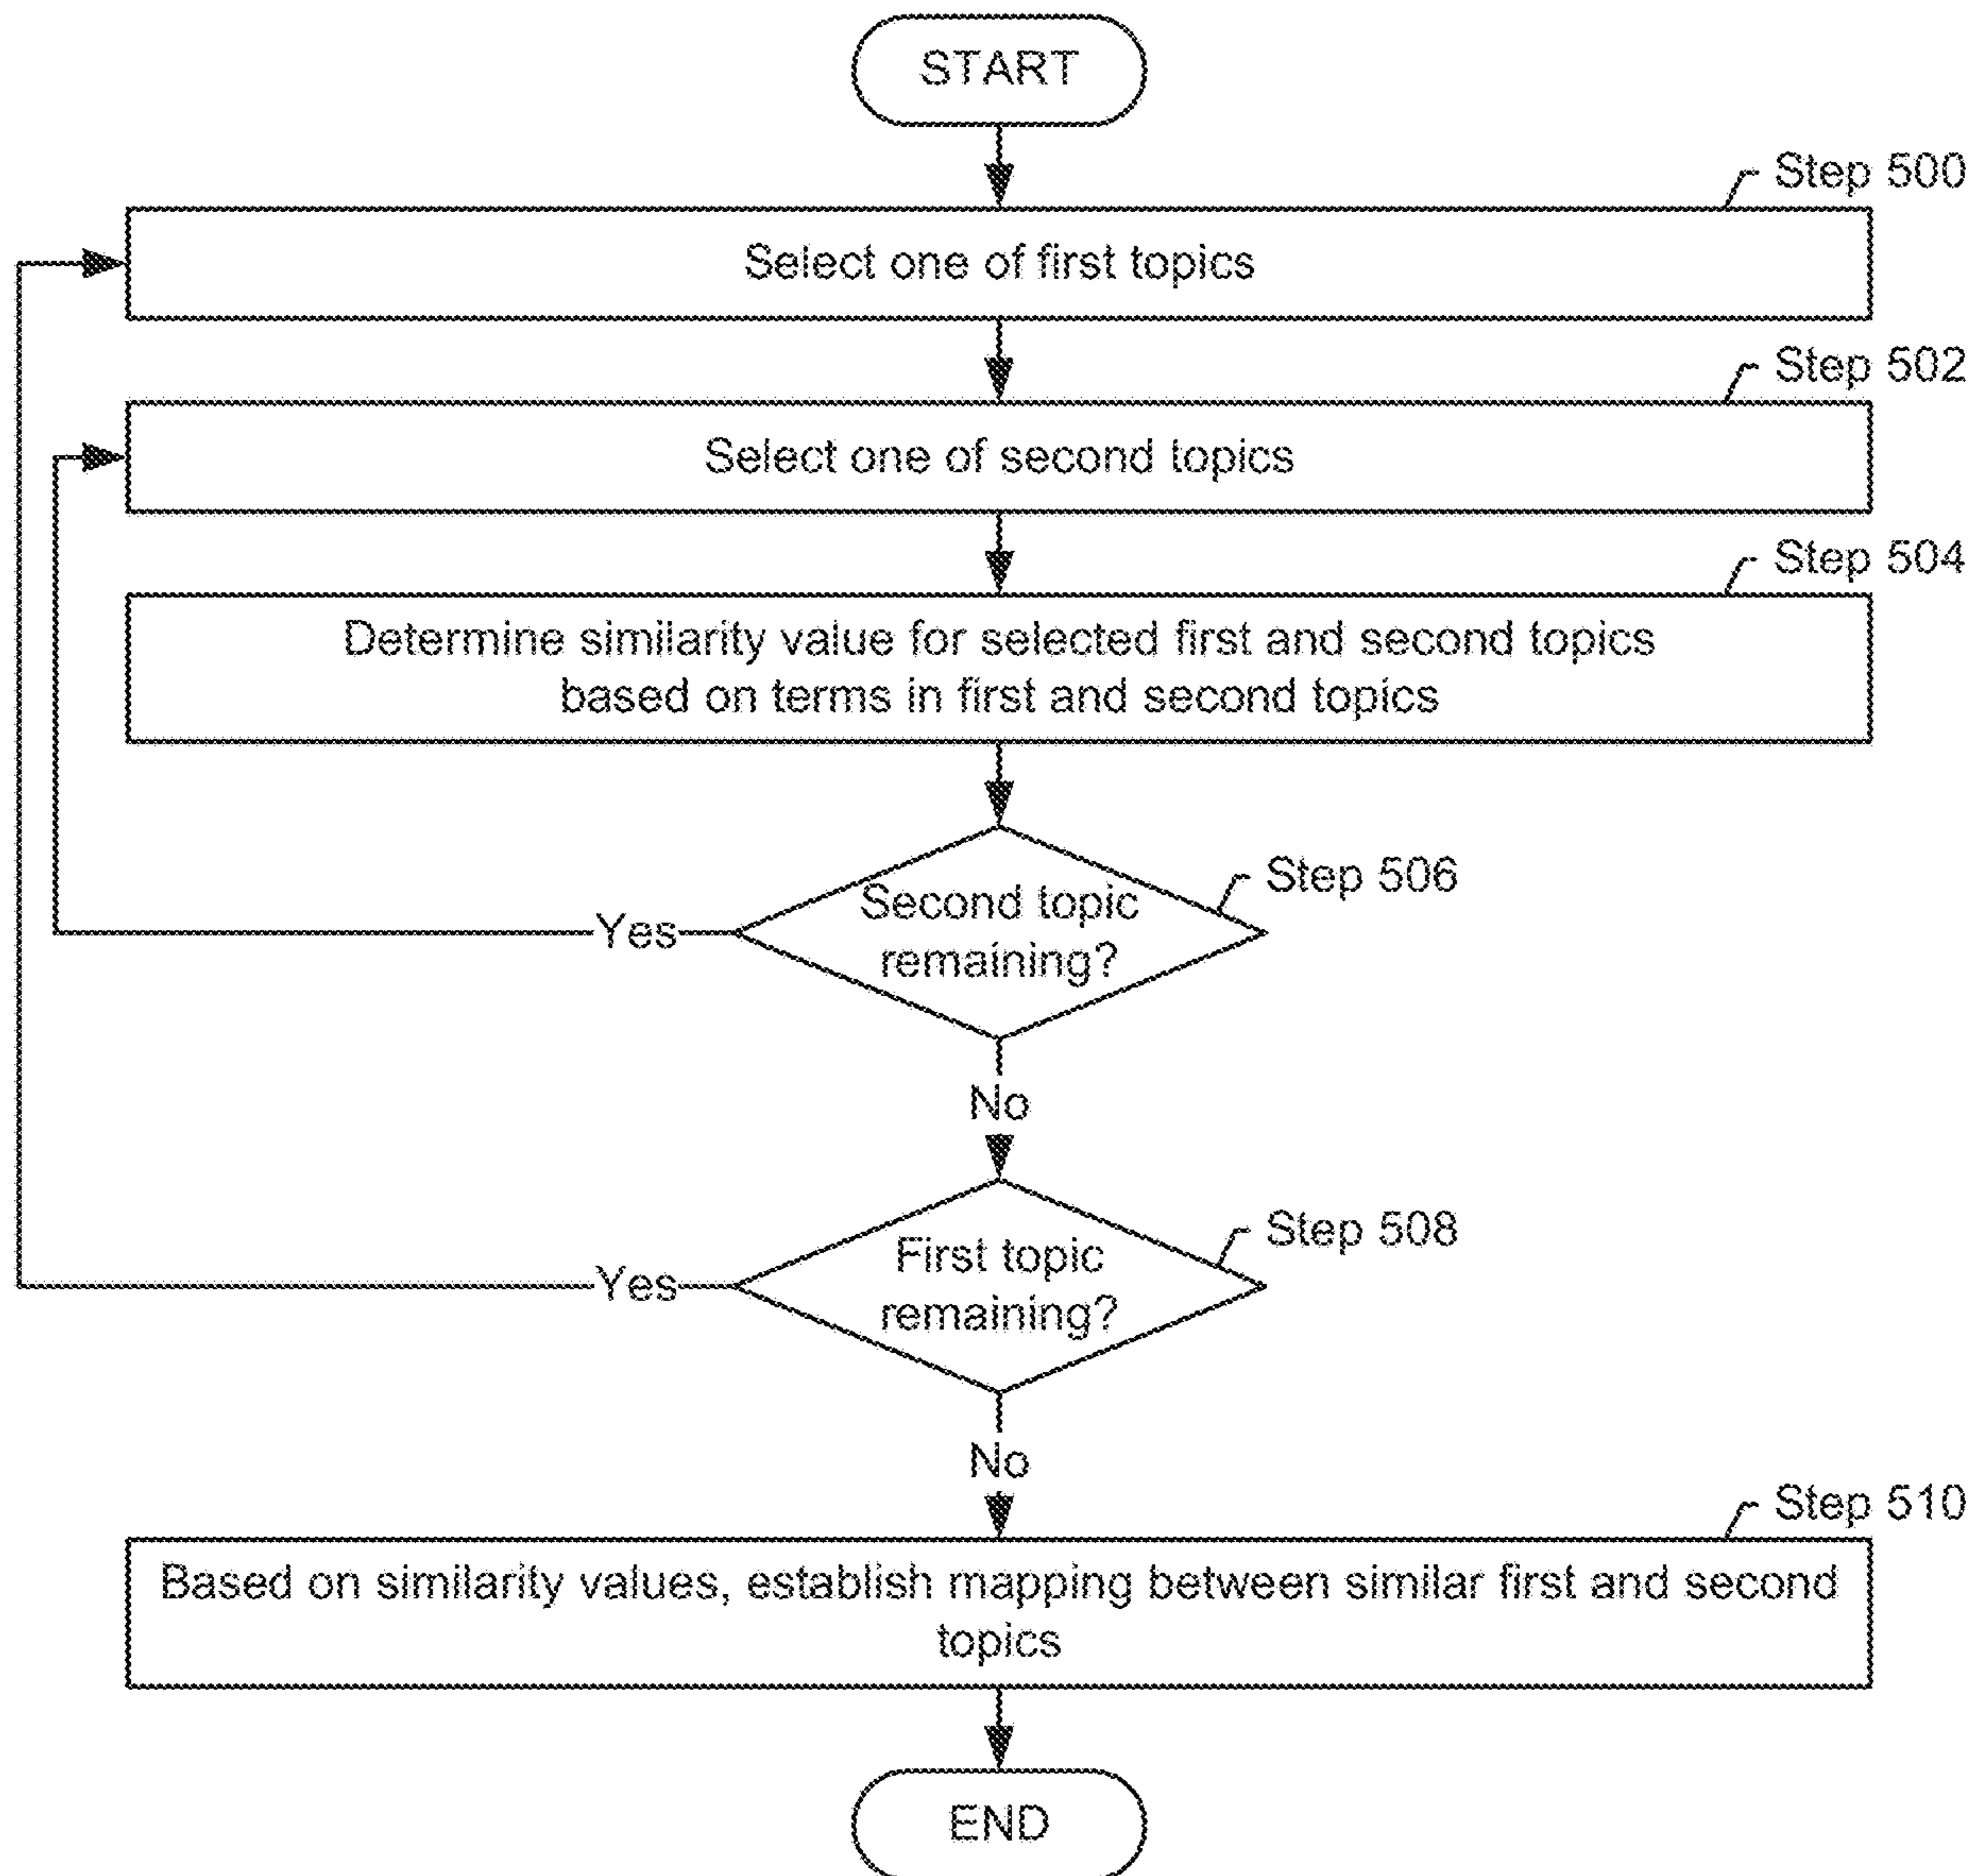 START
Step 500
Select one of first topics
Step 502
Select one of second topics
Step 504
Determine similarity value for selected first and second topics
based on terms in first and second topics
Step 506
Second topic
remaining?
Yes
No
Step 508
First topic
remaining?
Yes
No
Step 510
Based on similarity values, establish mapping between similar first and second
topics
END